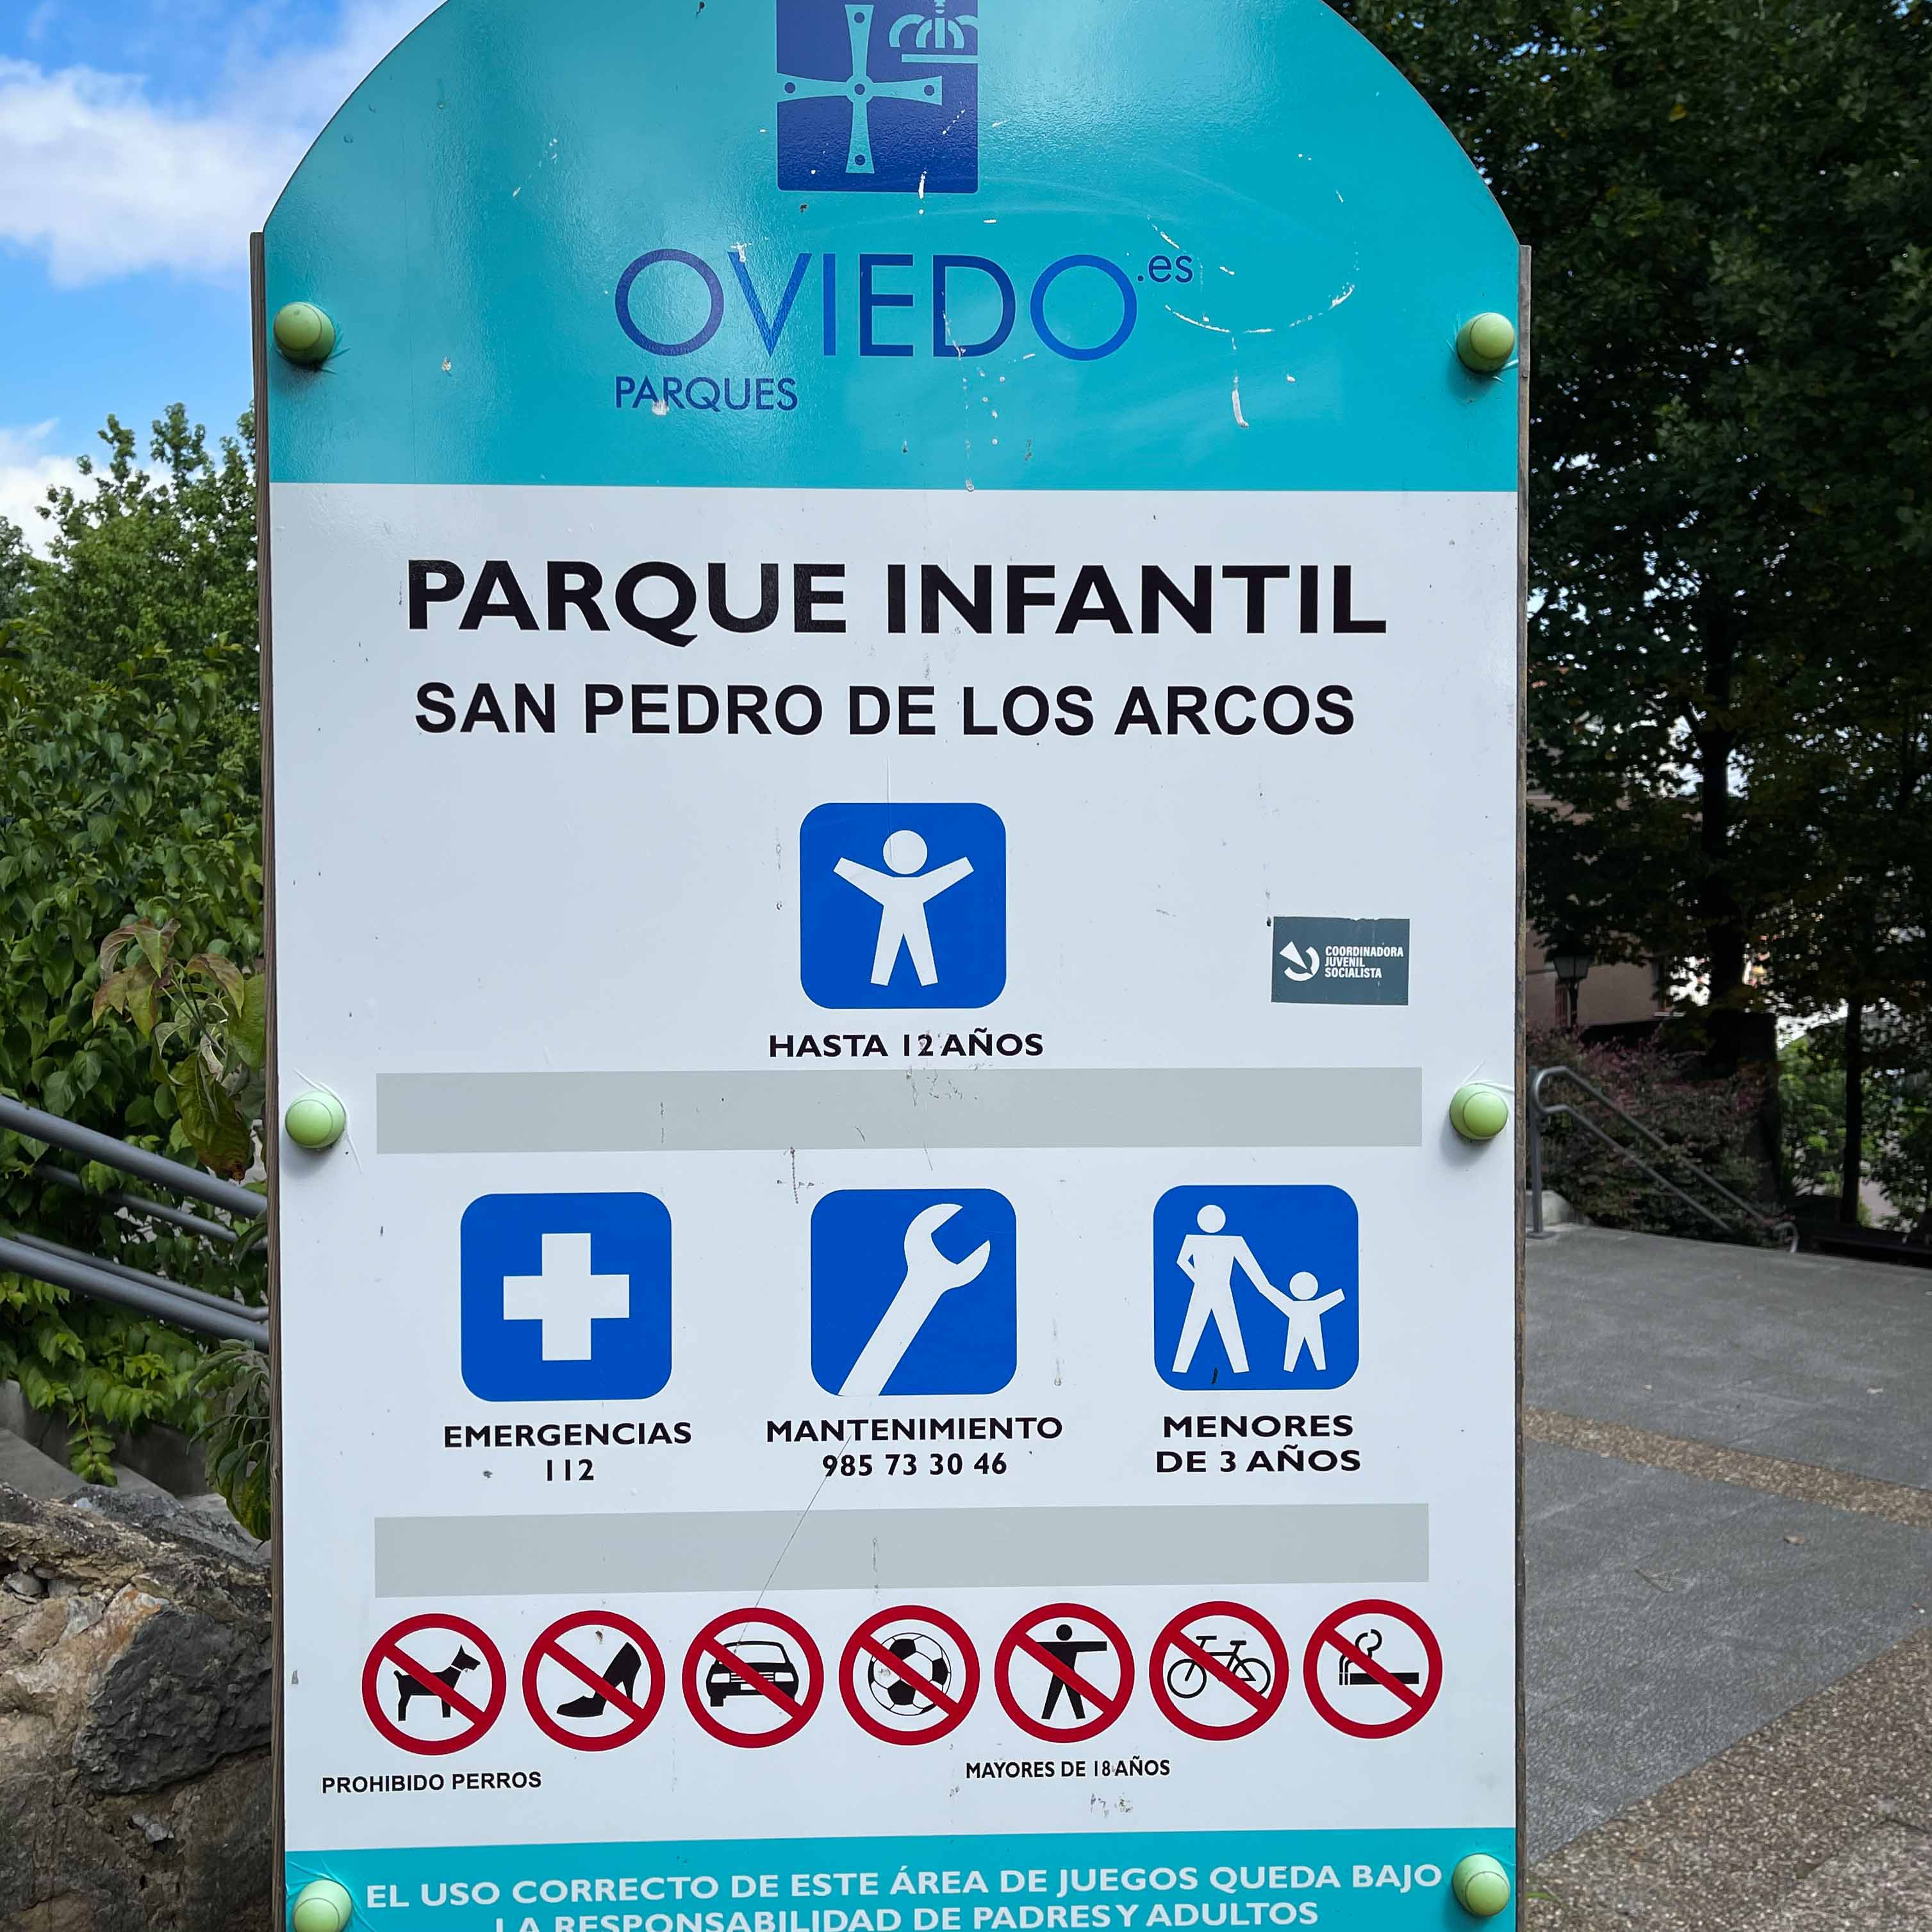 OVIEDO.es
PARQUES
PARQUE INFANTIL
SAN PEDRO DE LOS ARCOS
COORDINADORA
JUVENIL
SOCIALISTA
HASTA 12 AÑOS
EMERGENCIAS
112
MANTENIMIENTO
985 73 30 46
MENORES
DE 3 AÑOS
PROHIBIDO PERROS
MAYORES DE 18 AÑOS
EL USO CORRECTO DE ESTE ÁREA DE JUEGOS QUEDA BAJO
LA RESPONSABILIDAD DE PADRES Y ADULTOS